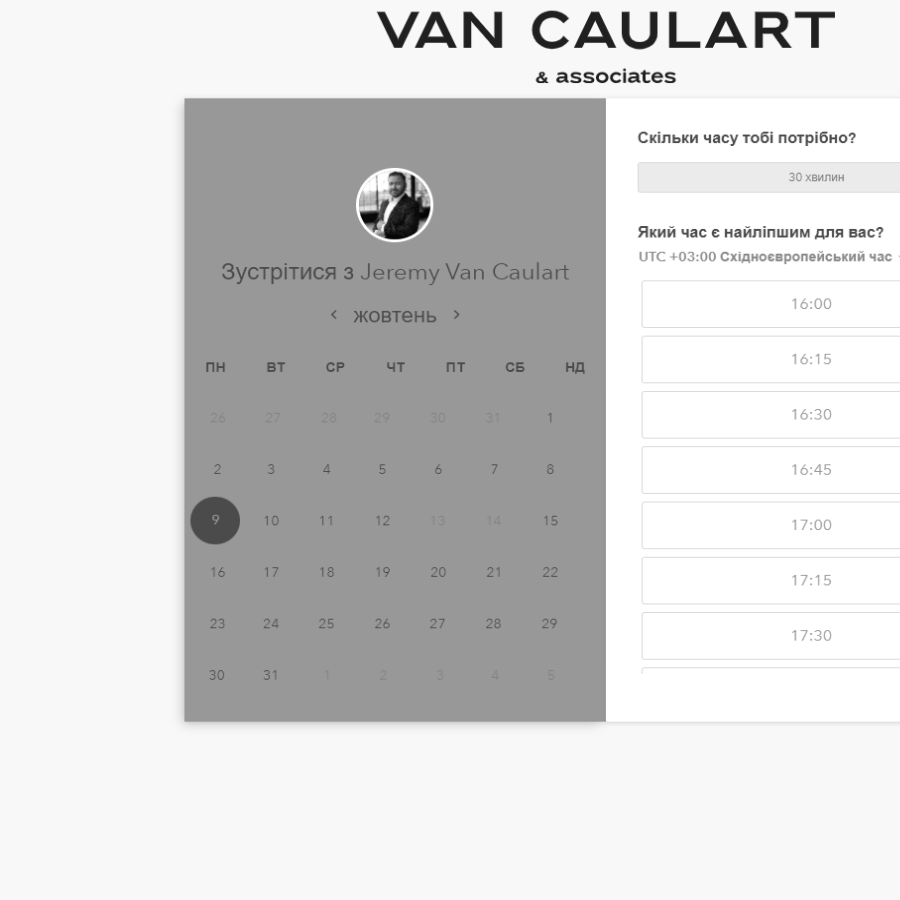 VAN CAULART
& associates
Зустрітися з Jeremy Van Caulart
жовтень
ПН ВТ СР ЧТ ПТ СБ НД
26 27 28 29 30 31 1
2 3 4 5 6 7 8
9 10 11 12 13 14 15
16 17 18 19 20 21 22
23 24 25 26 27 28 29
30 31 1 2 3 4 5
Скільки часу тобі потрібно?
30 хвилин
Який час є найліпшим для вас?
UTC +03:00 Східноєвропейський час
16:00
16:15
16:30
16:45
17:00
17:15
17:30